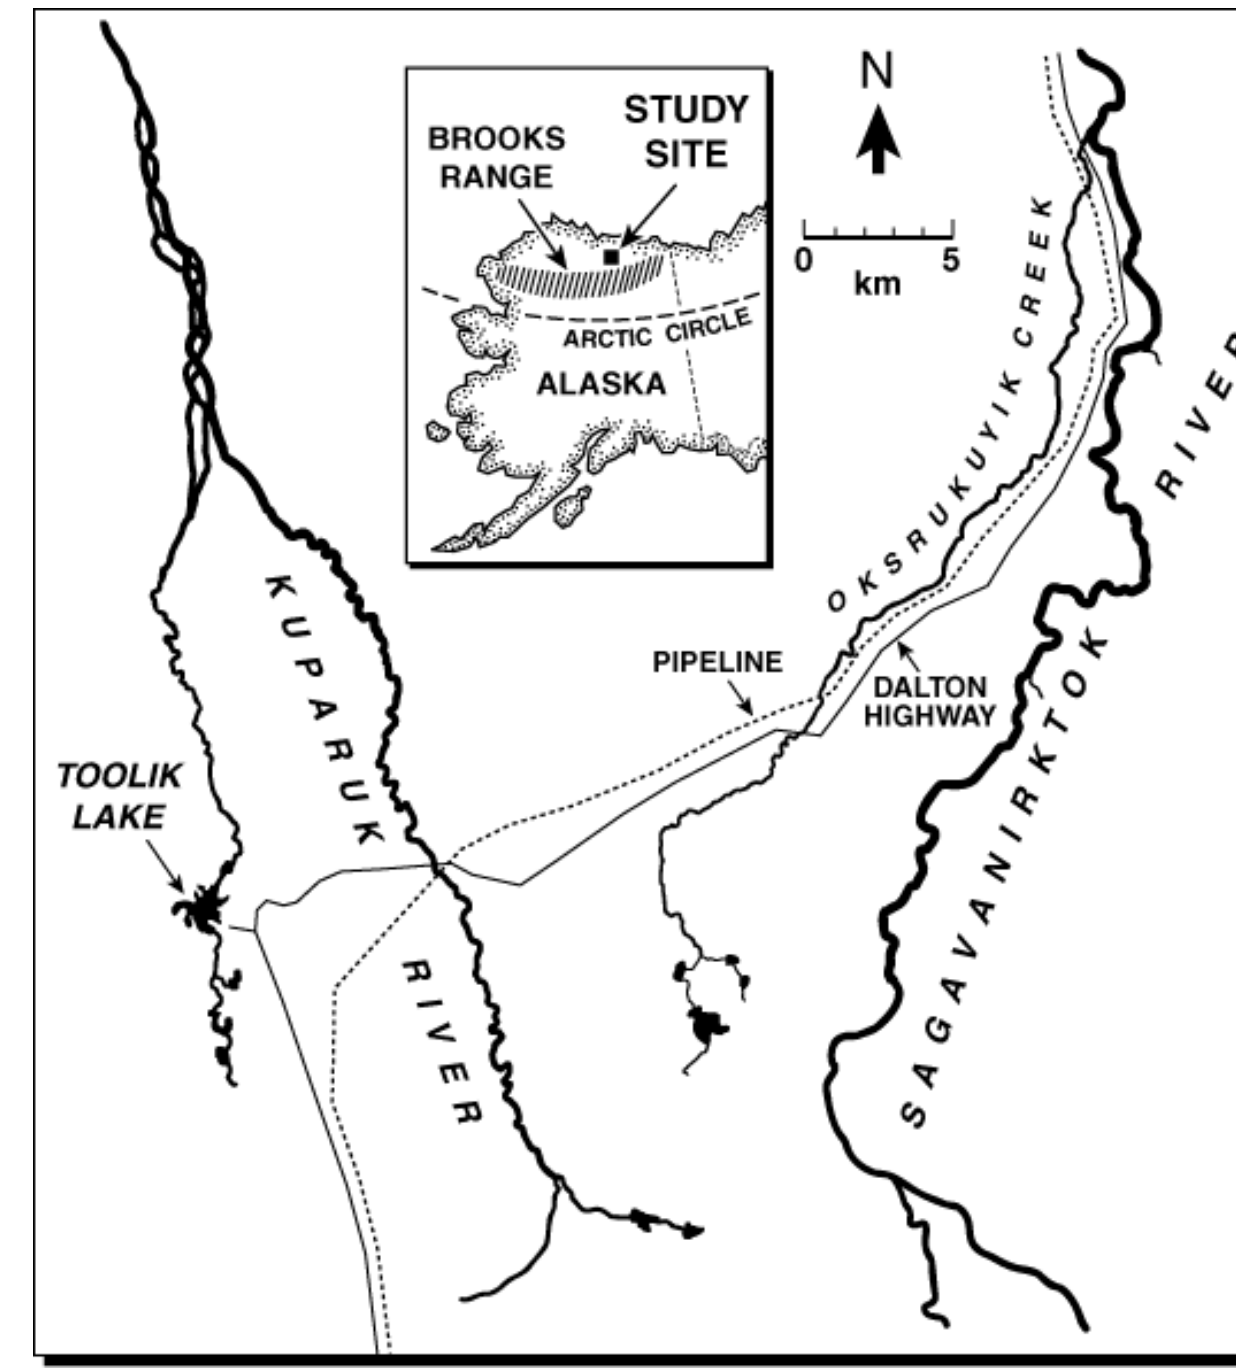 N
STUDY
SITE
BROOKS
RANGE
ARCTIC CIRCLE
ALASKA
0 5
km
OKSRUKUYIK CREEK
SAGAVANIRKTOK RIVER
KUPARUK RIVER
PIPELINE
DALTON
HIGHWAY
TOOLIK
LAKE